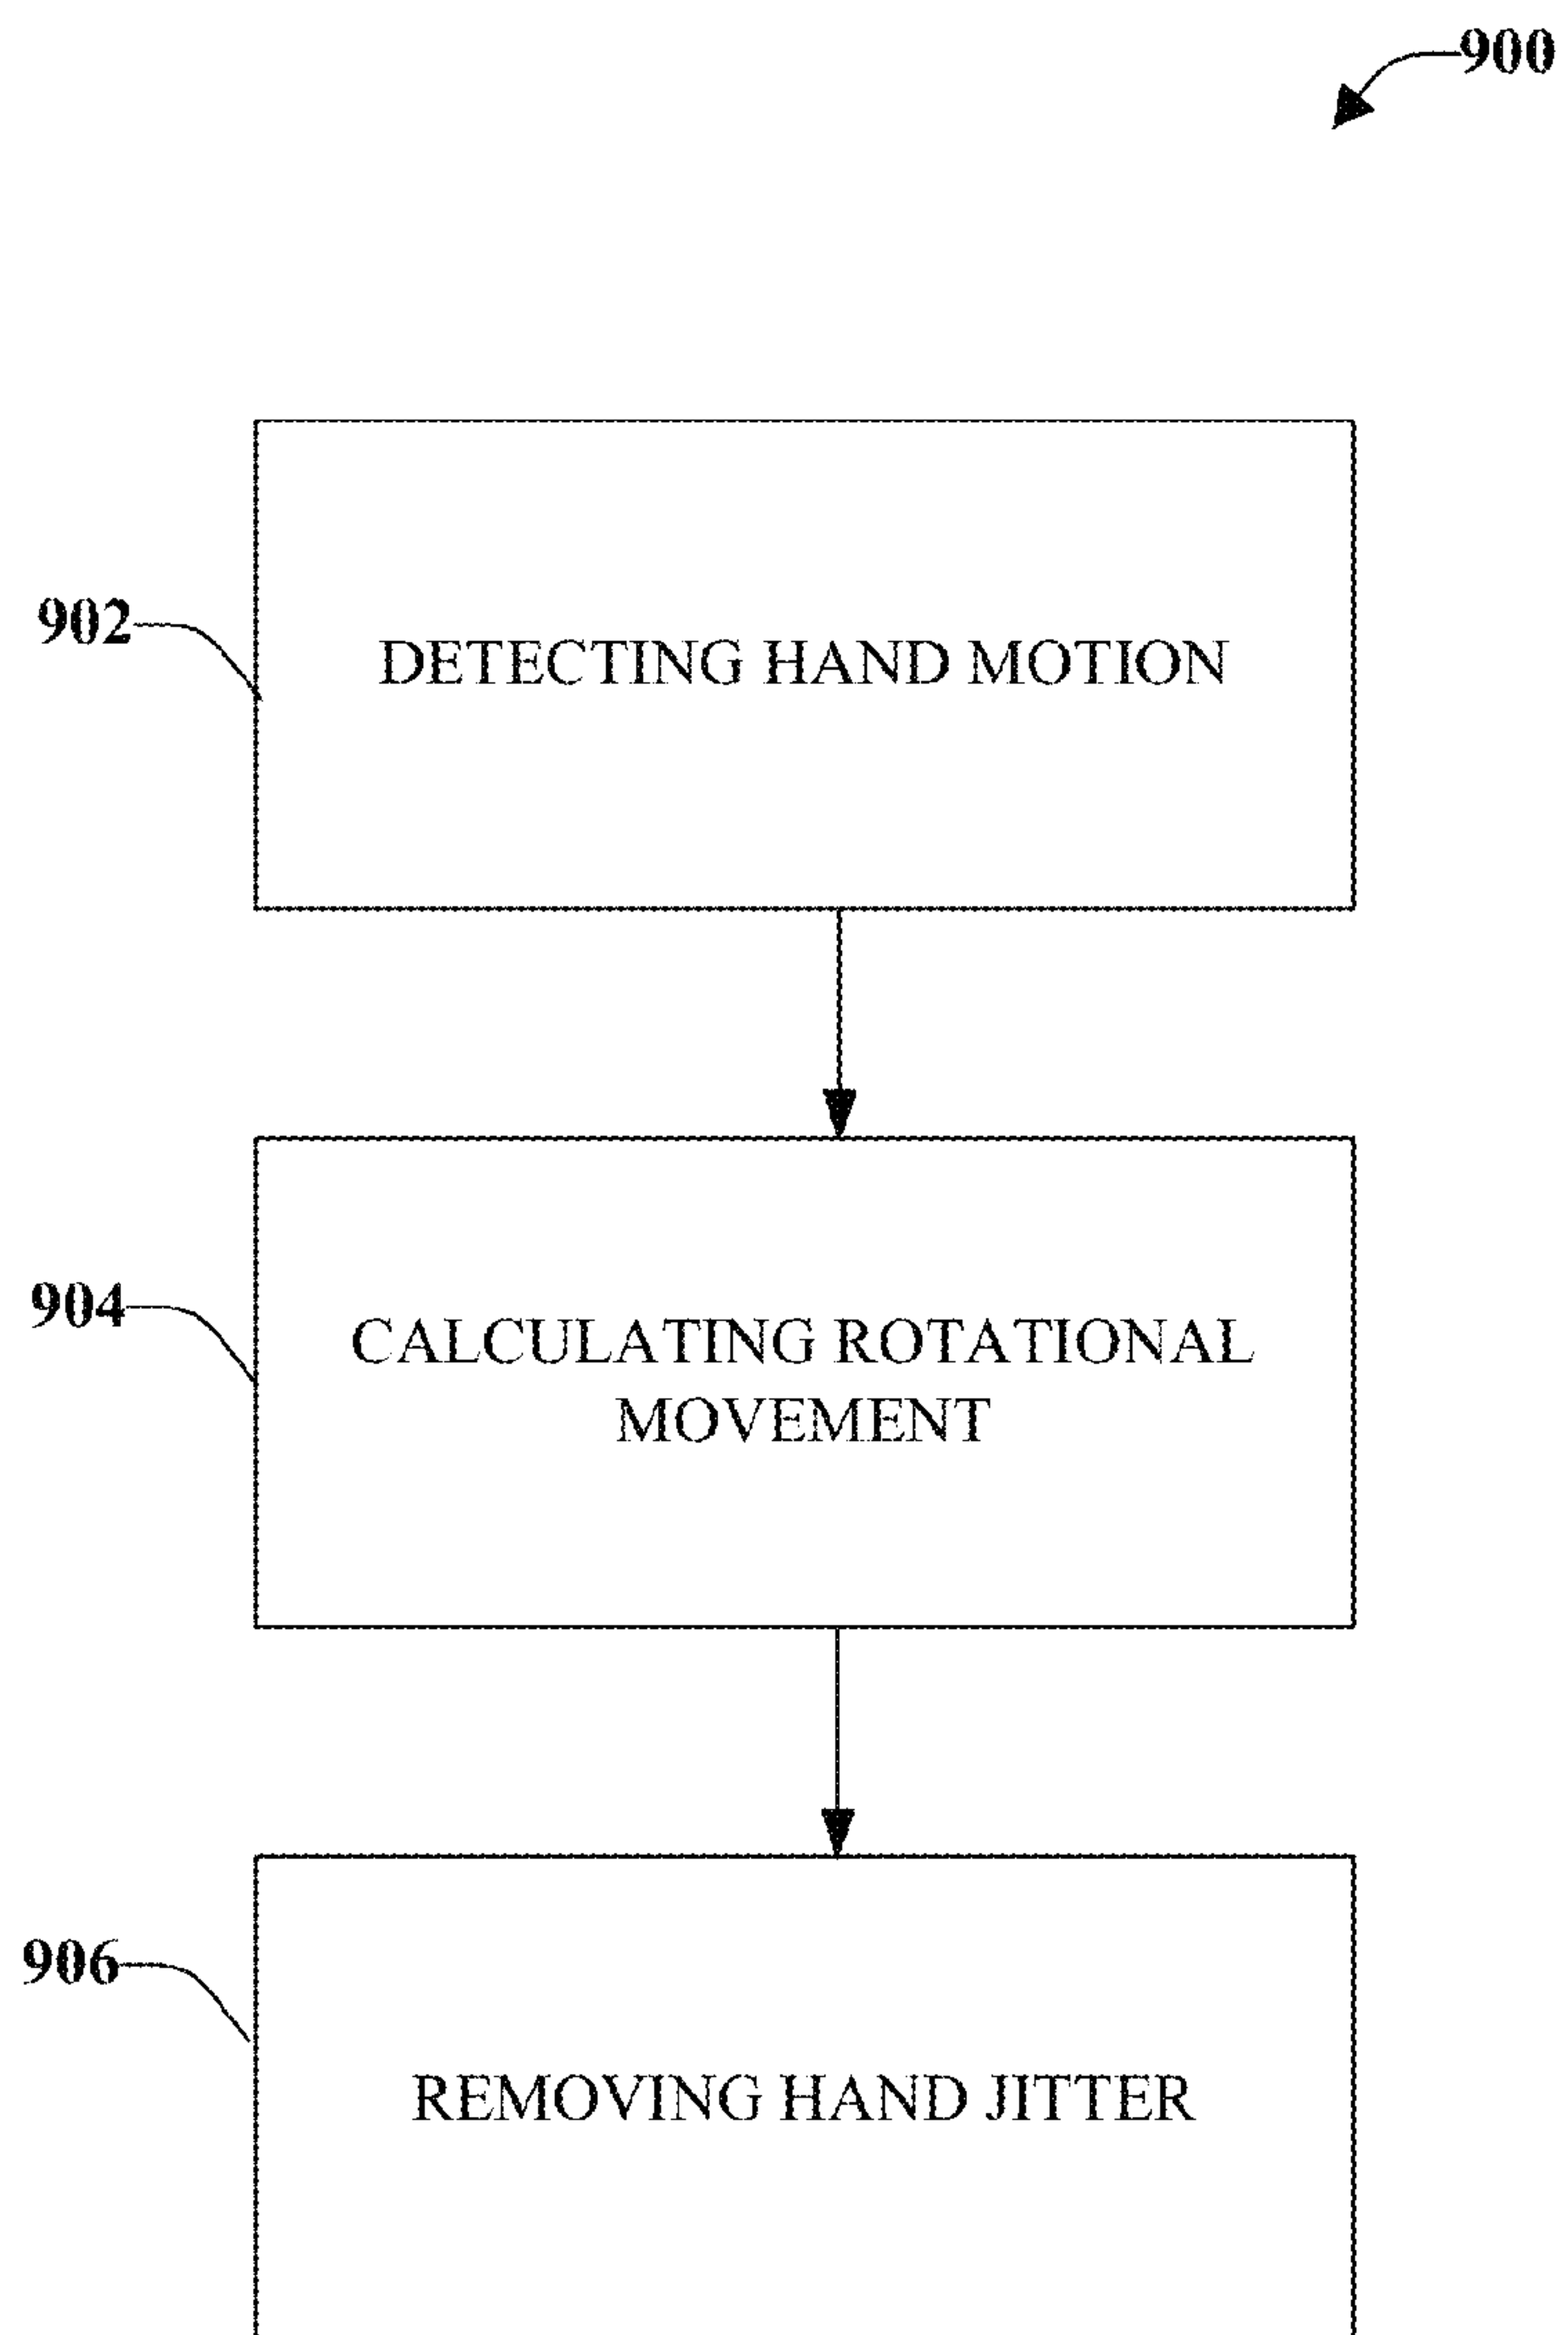 900
902
DETECTING HAND MOTION
904
CALCULATING ROTATIONAL
MOVEMENT
906
REMOVING HAND JITTER